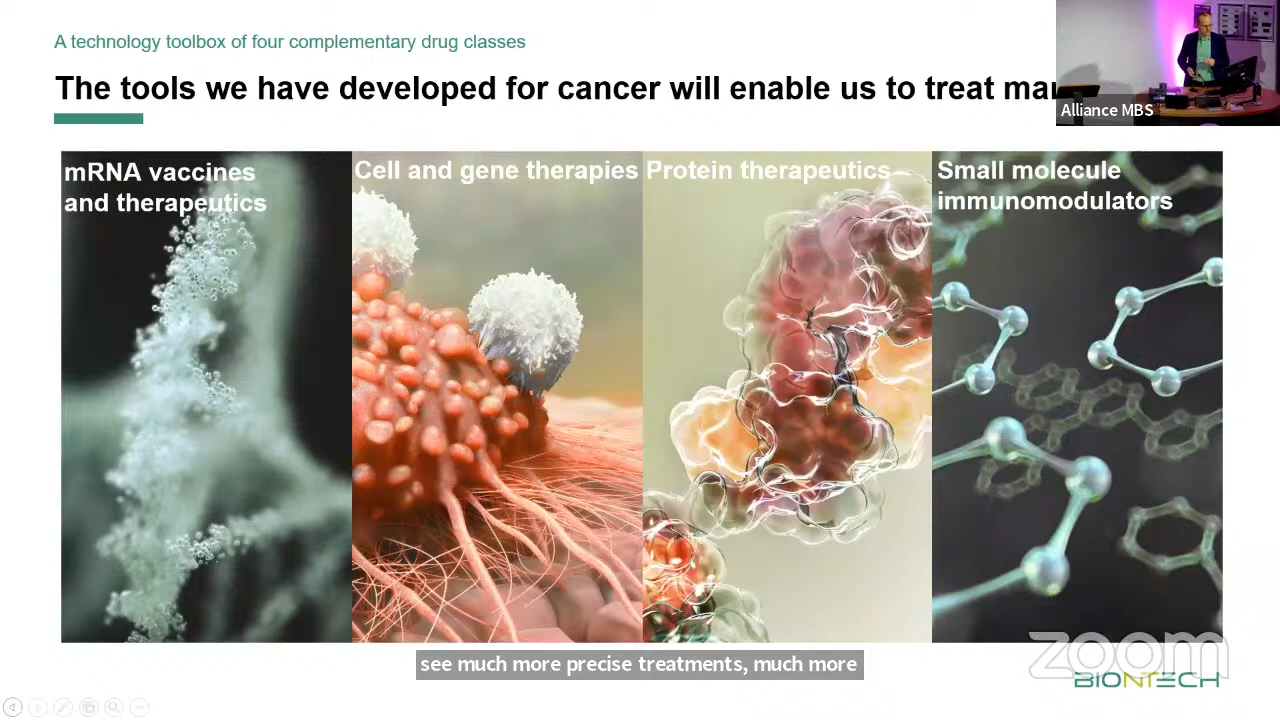 A technology toolbox of four complementary drug classes
The tools we have developed for cancer will enable us to treat
Alliance MBS
mRNA vaccines
and therapeutics
Cell and gene therapies
Protein therapeutics
Small molecule
immunomodulators
see much more precise treatments, much more
zoom
BIONTECH